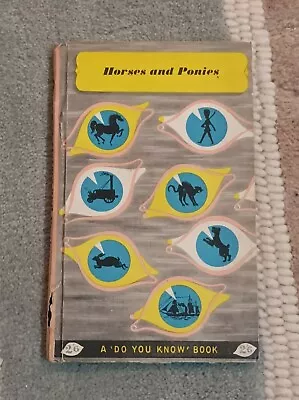 Horses and Ponies
2/6 A 'DO YOU KNOW' BOOK 2/6